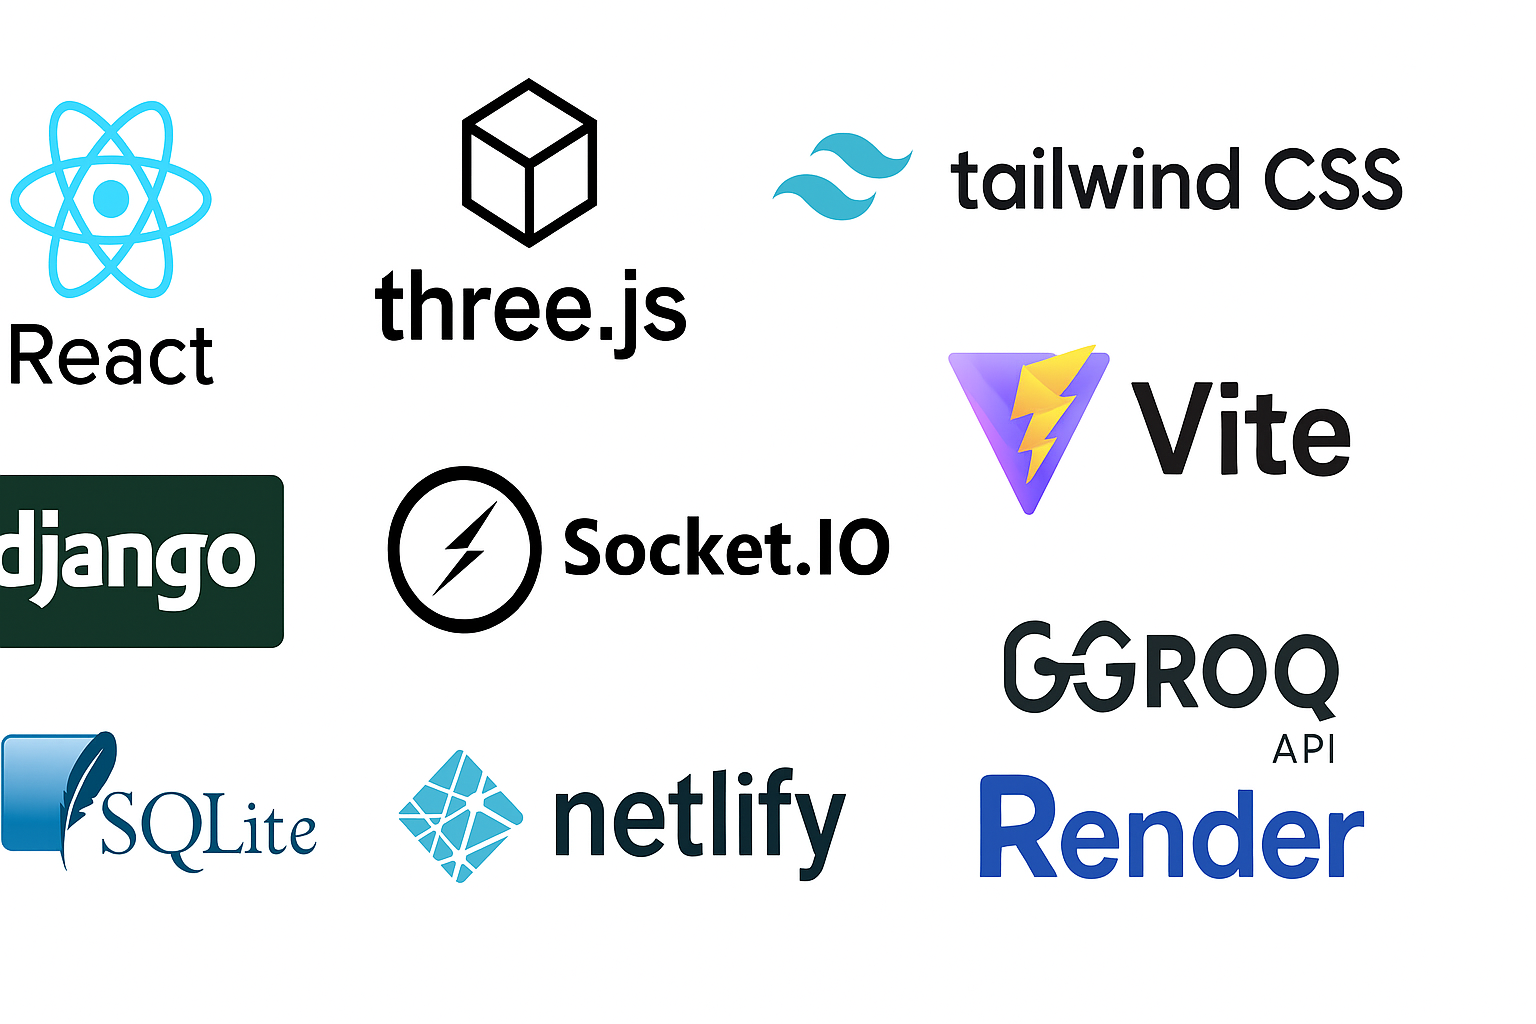 React
three.js
tailwind CSS
Vite
django
Socket.IO
GGROQ
API
SQLite
netlify
Render